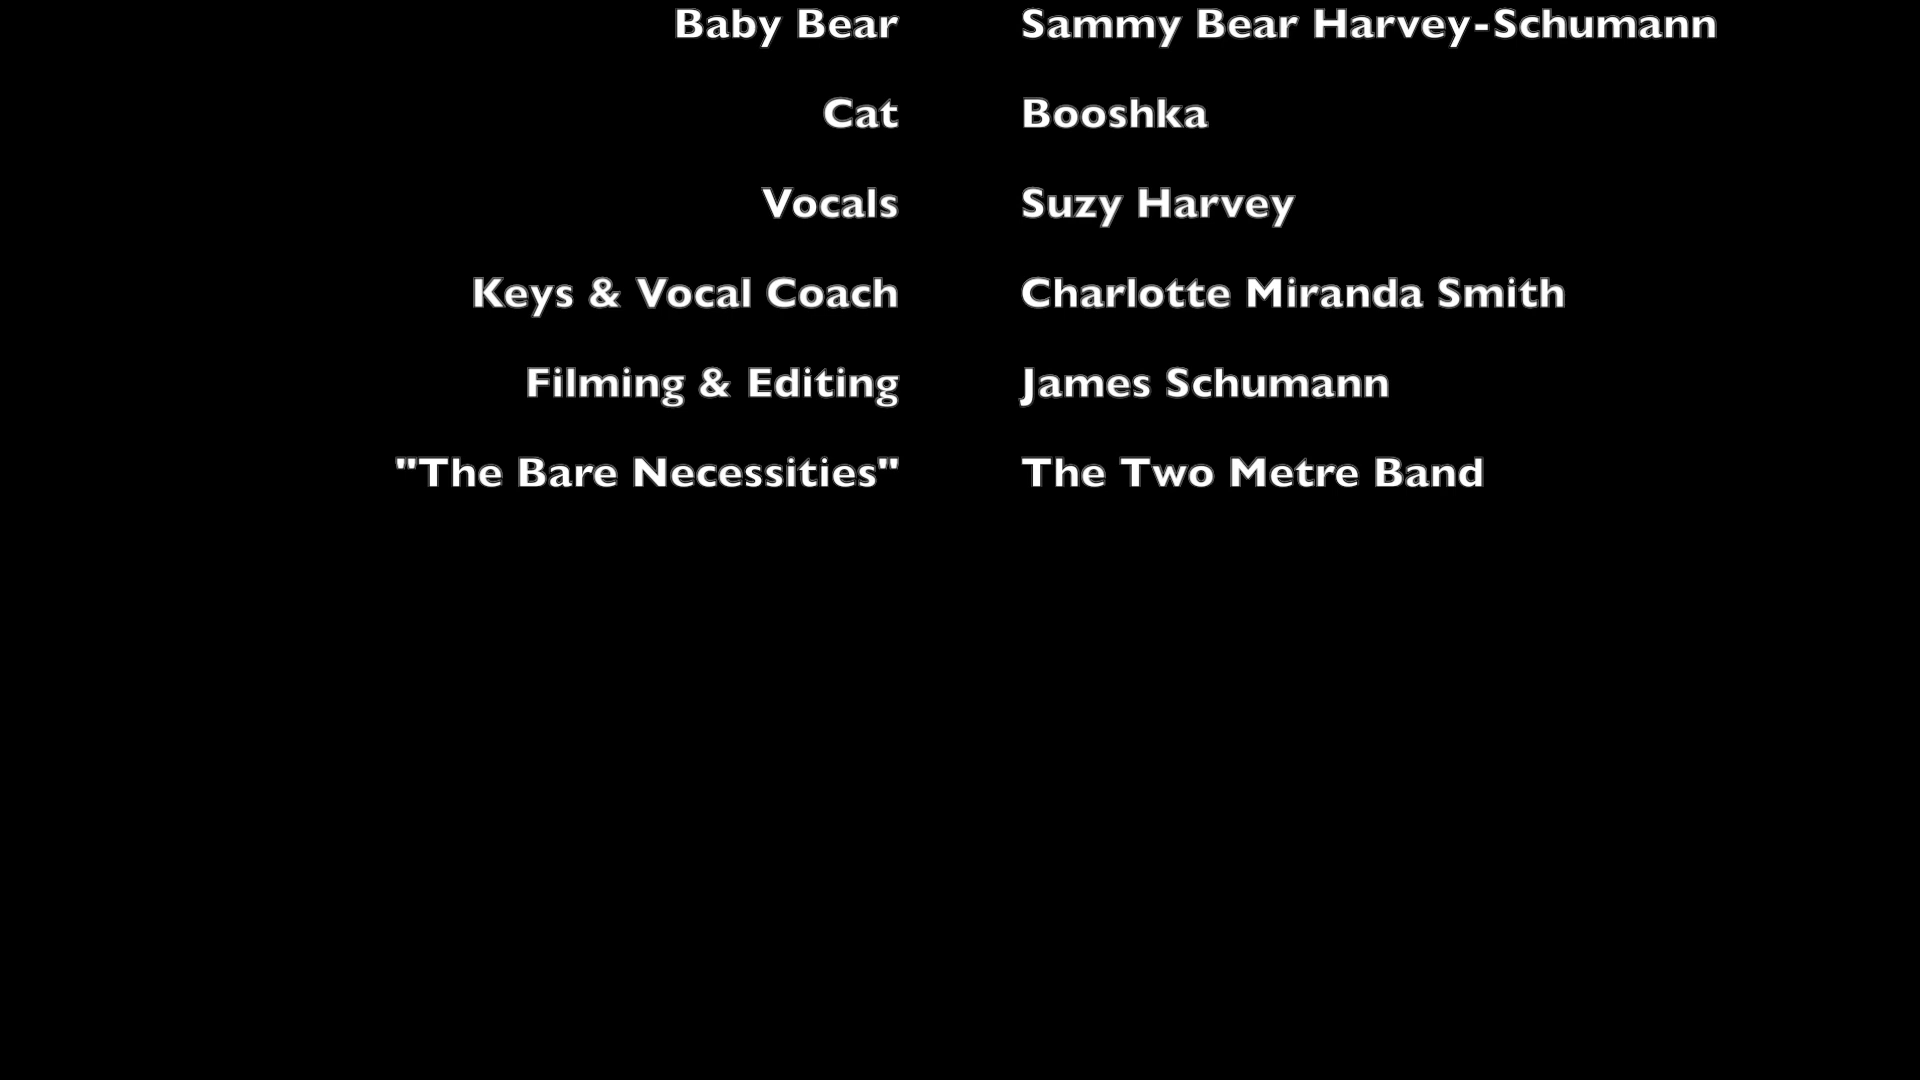 Baby Bear Sammy Bear Harvey-Schumann
Cat Booshka
Vocals Suzy Harvey
Keys & Vocal Coach Charlotte Miranda Smith
Filming & Editing James Schumann
"The Bare Necessities" The Two Metre Band